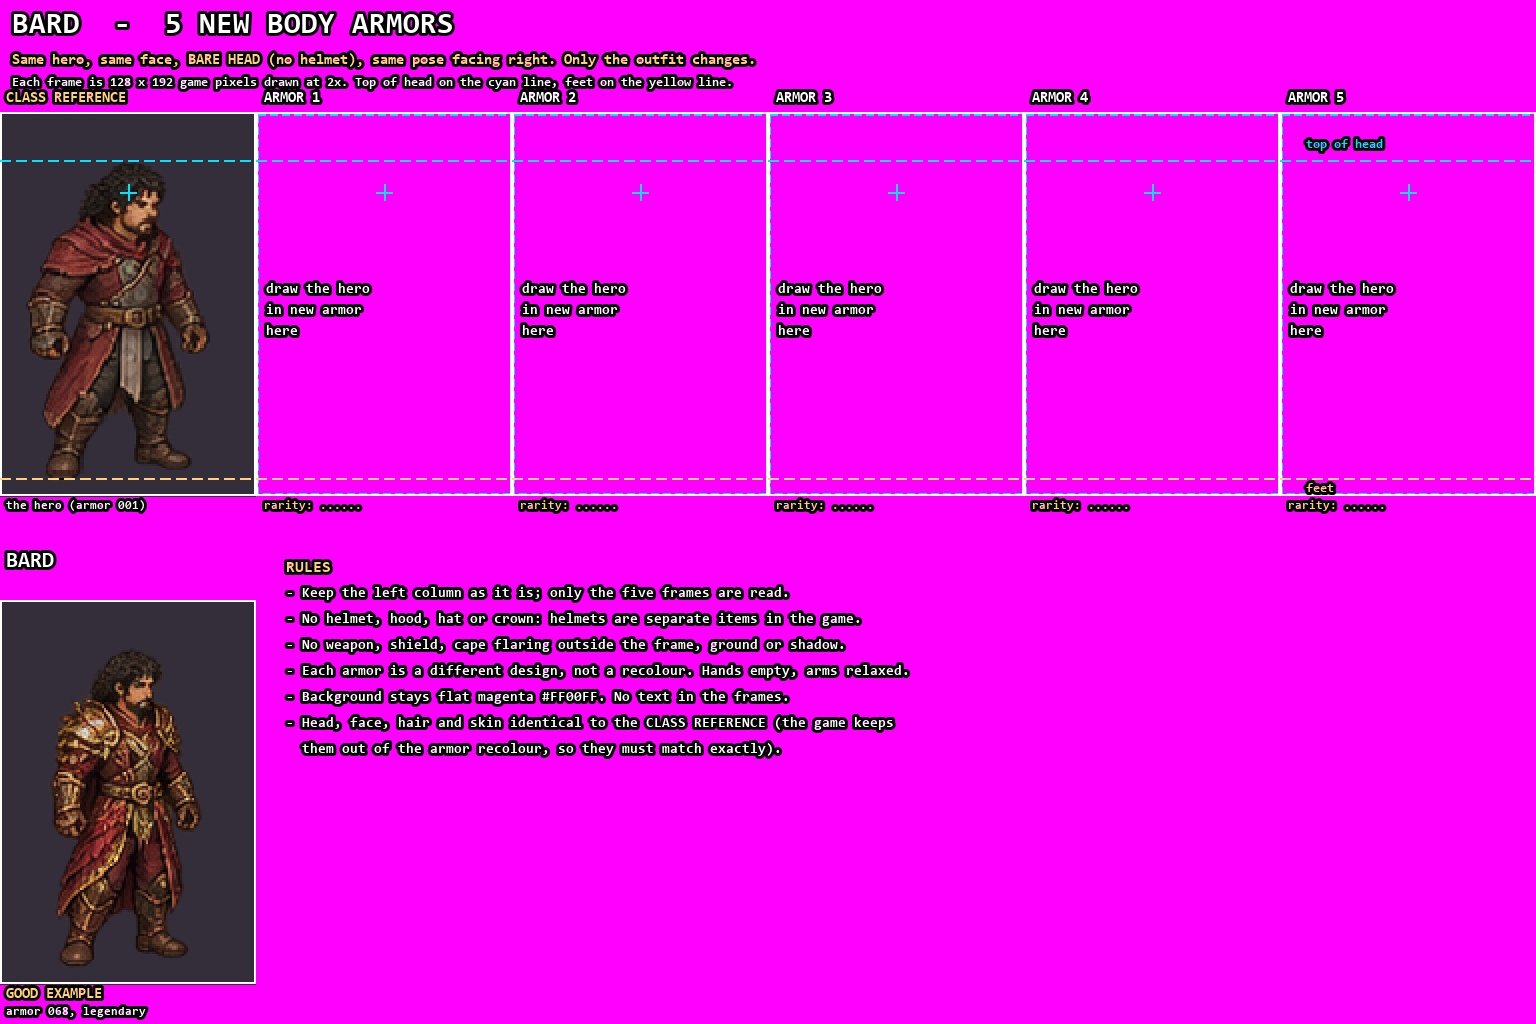 BARD - 5 NEW BODY ARMORS
Same hero, same face, BARE HEAD (no helmet), same pose facing right. Only the outfit changes.
Each frame is 128 x 192 game pixels drawn at 2x. Top of head on the cyan line, feet on the yellow line.
CLASS REFERENCE
ARMOR 1
ARMOR 2
ARMOR 3
ARMOR 4
ARMOR 5
top of head
draw the hero
in new armor
here
draw the hero
in new armor
here
draw the hero
in new armor
here
draw the hero
in new armor
here
draw the hero
in new armor
here
feet
the hero (armor 001)
rarity: ......
rarity: ......
rarity: ......
rarity: ......
rarity: ......
BARD
RULES
- Keep the left column as it is; only the five frames are read.
- No helmet, hood, hat or crown: helmets are separate items in the game.
- No weapon, shield, cape flaring outside the frame, ground or shadow.
- Each armor is a different design, not a recolour. Hands empty, arms relaxed.
- Background stays flat magenta #FF00FF. No text in the frames.
- Head, face, hair and skin identical to the CLASS REFERENCE (the game keeps
them out of the armor recolour, so they must match exactly).
GOOD EXAMPLE
armor 068, legendary